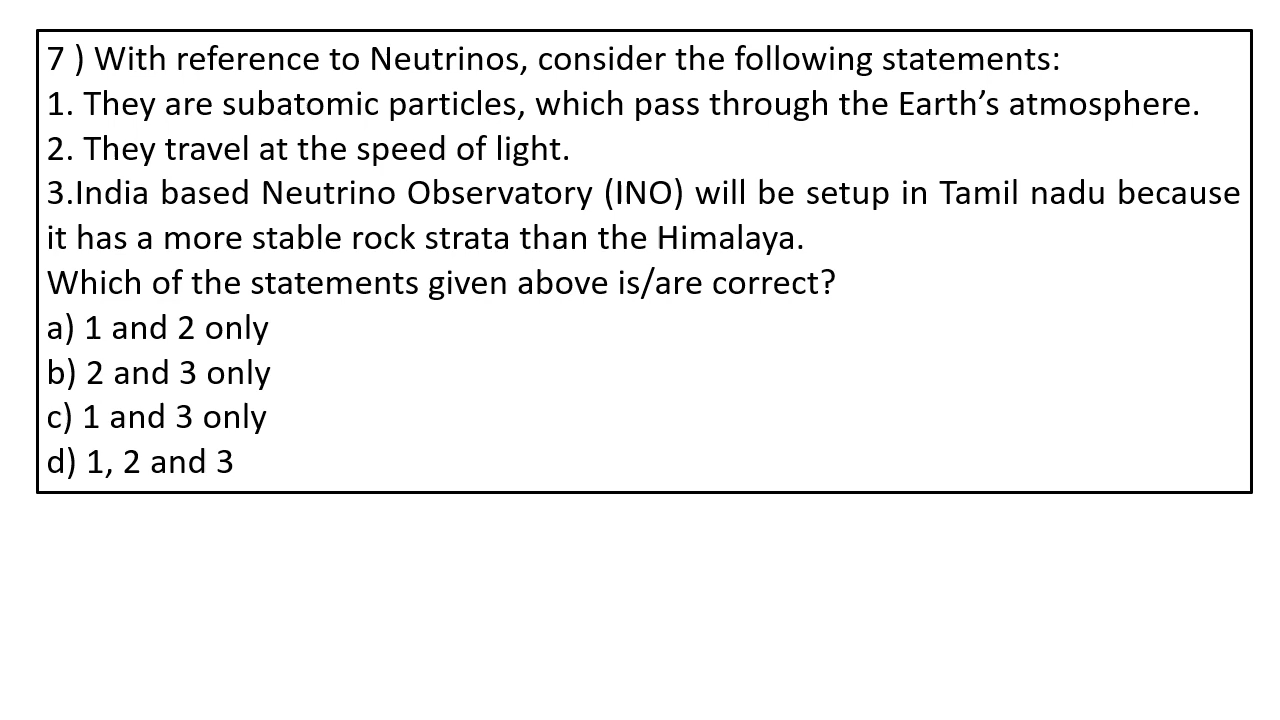 7 ) With reference to Neutrinos, consider the following statements:
1. They are subatomic particles, which pass through the Earth’s atmosphere.
2. They travel at the speed of light.
3.India based Neutrino Observatory (INO) will be setup in Tamil nadu because
it has a more stable rock strata than the Himalaya.
Which of the statements given above is/are correct?
a) 1 and 2 only
b) 2 and 3 only
c) 1 and 3 only
d) 1, 2 and 3